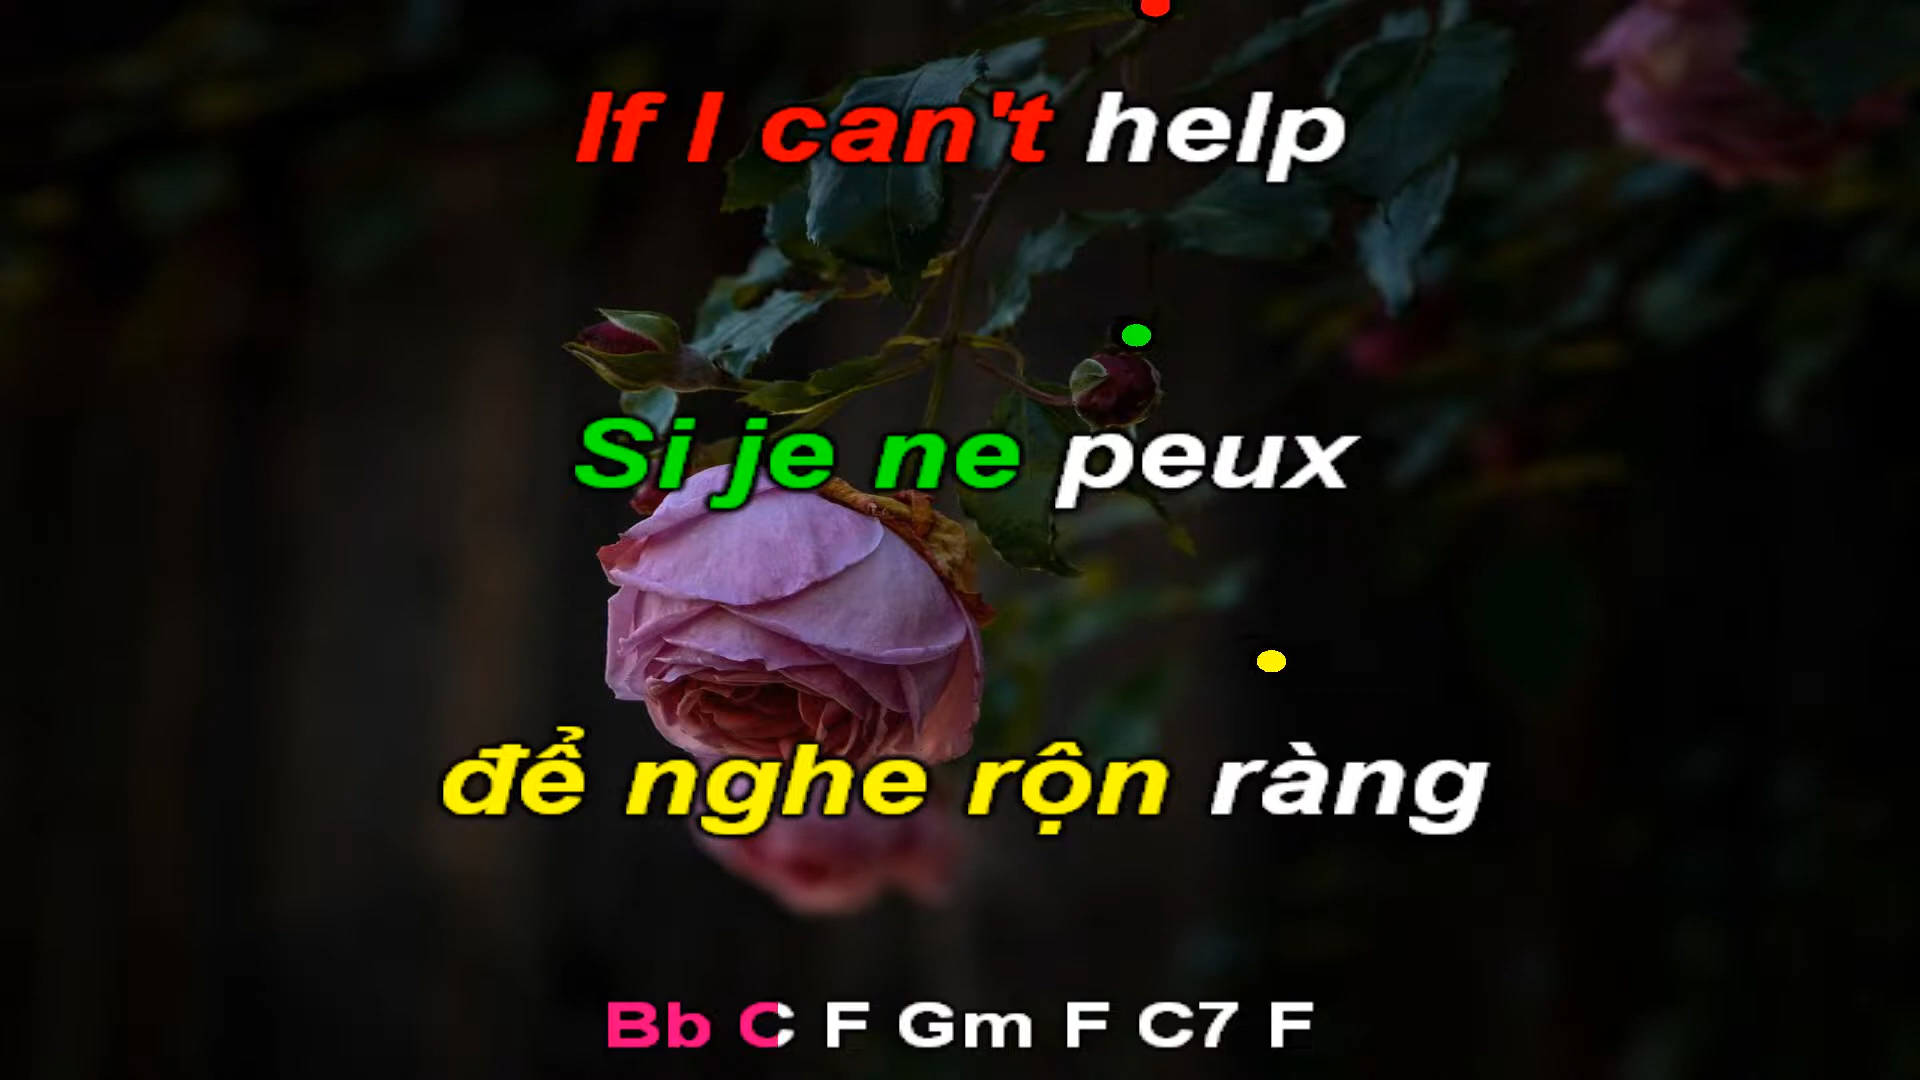 If I can't help
Si je ne peux
để nghe rộn ràng
Bb C F Gm F C7 F